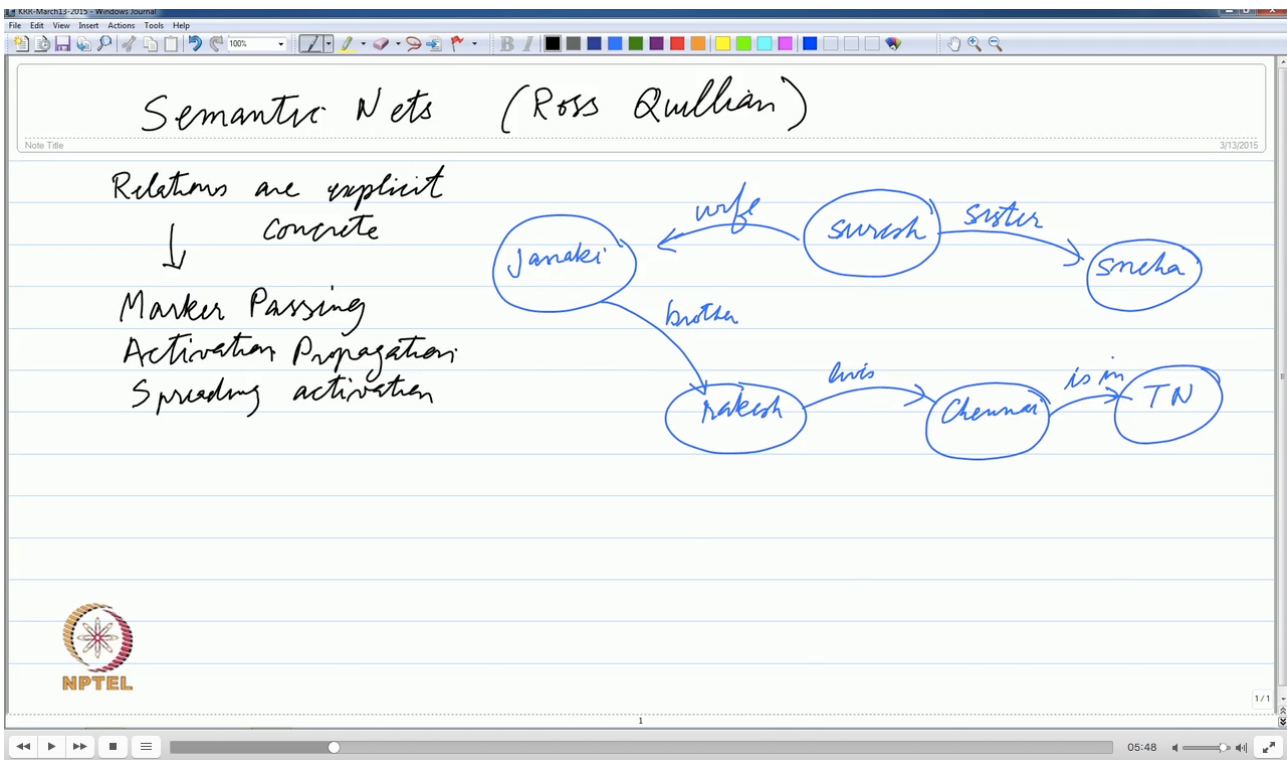 KRR-March13-2015 - Windows Journal
File Edit View Insert Actions Tools Help
100%
Semantic Nets (Ross Quillian)
Note Title
3/13/2015
Relations are explicit
concrete
Marker Passing
Activation Propagation
Spreading activation
wife
suresh
sister
Janaki
sneha
brother
rakesh
lives
Chennai
is in
TN
NPTEL
1/1
1
05:48